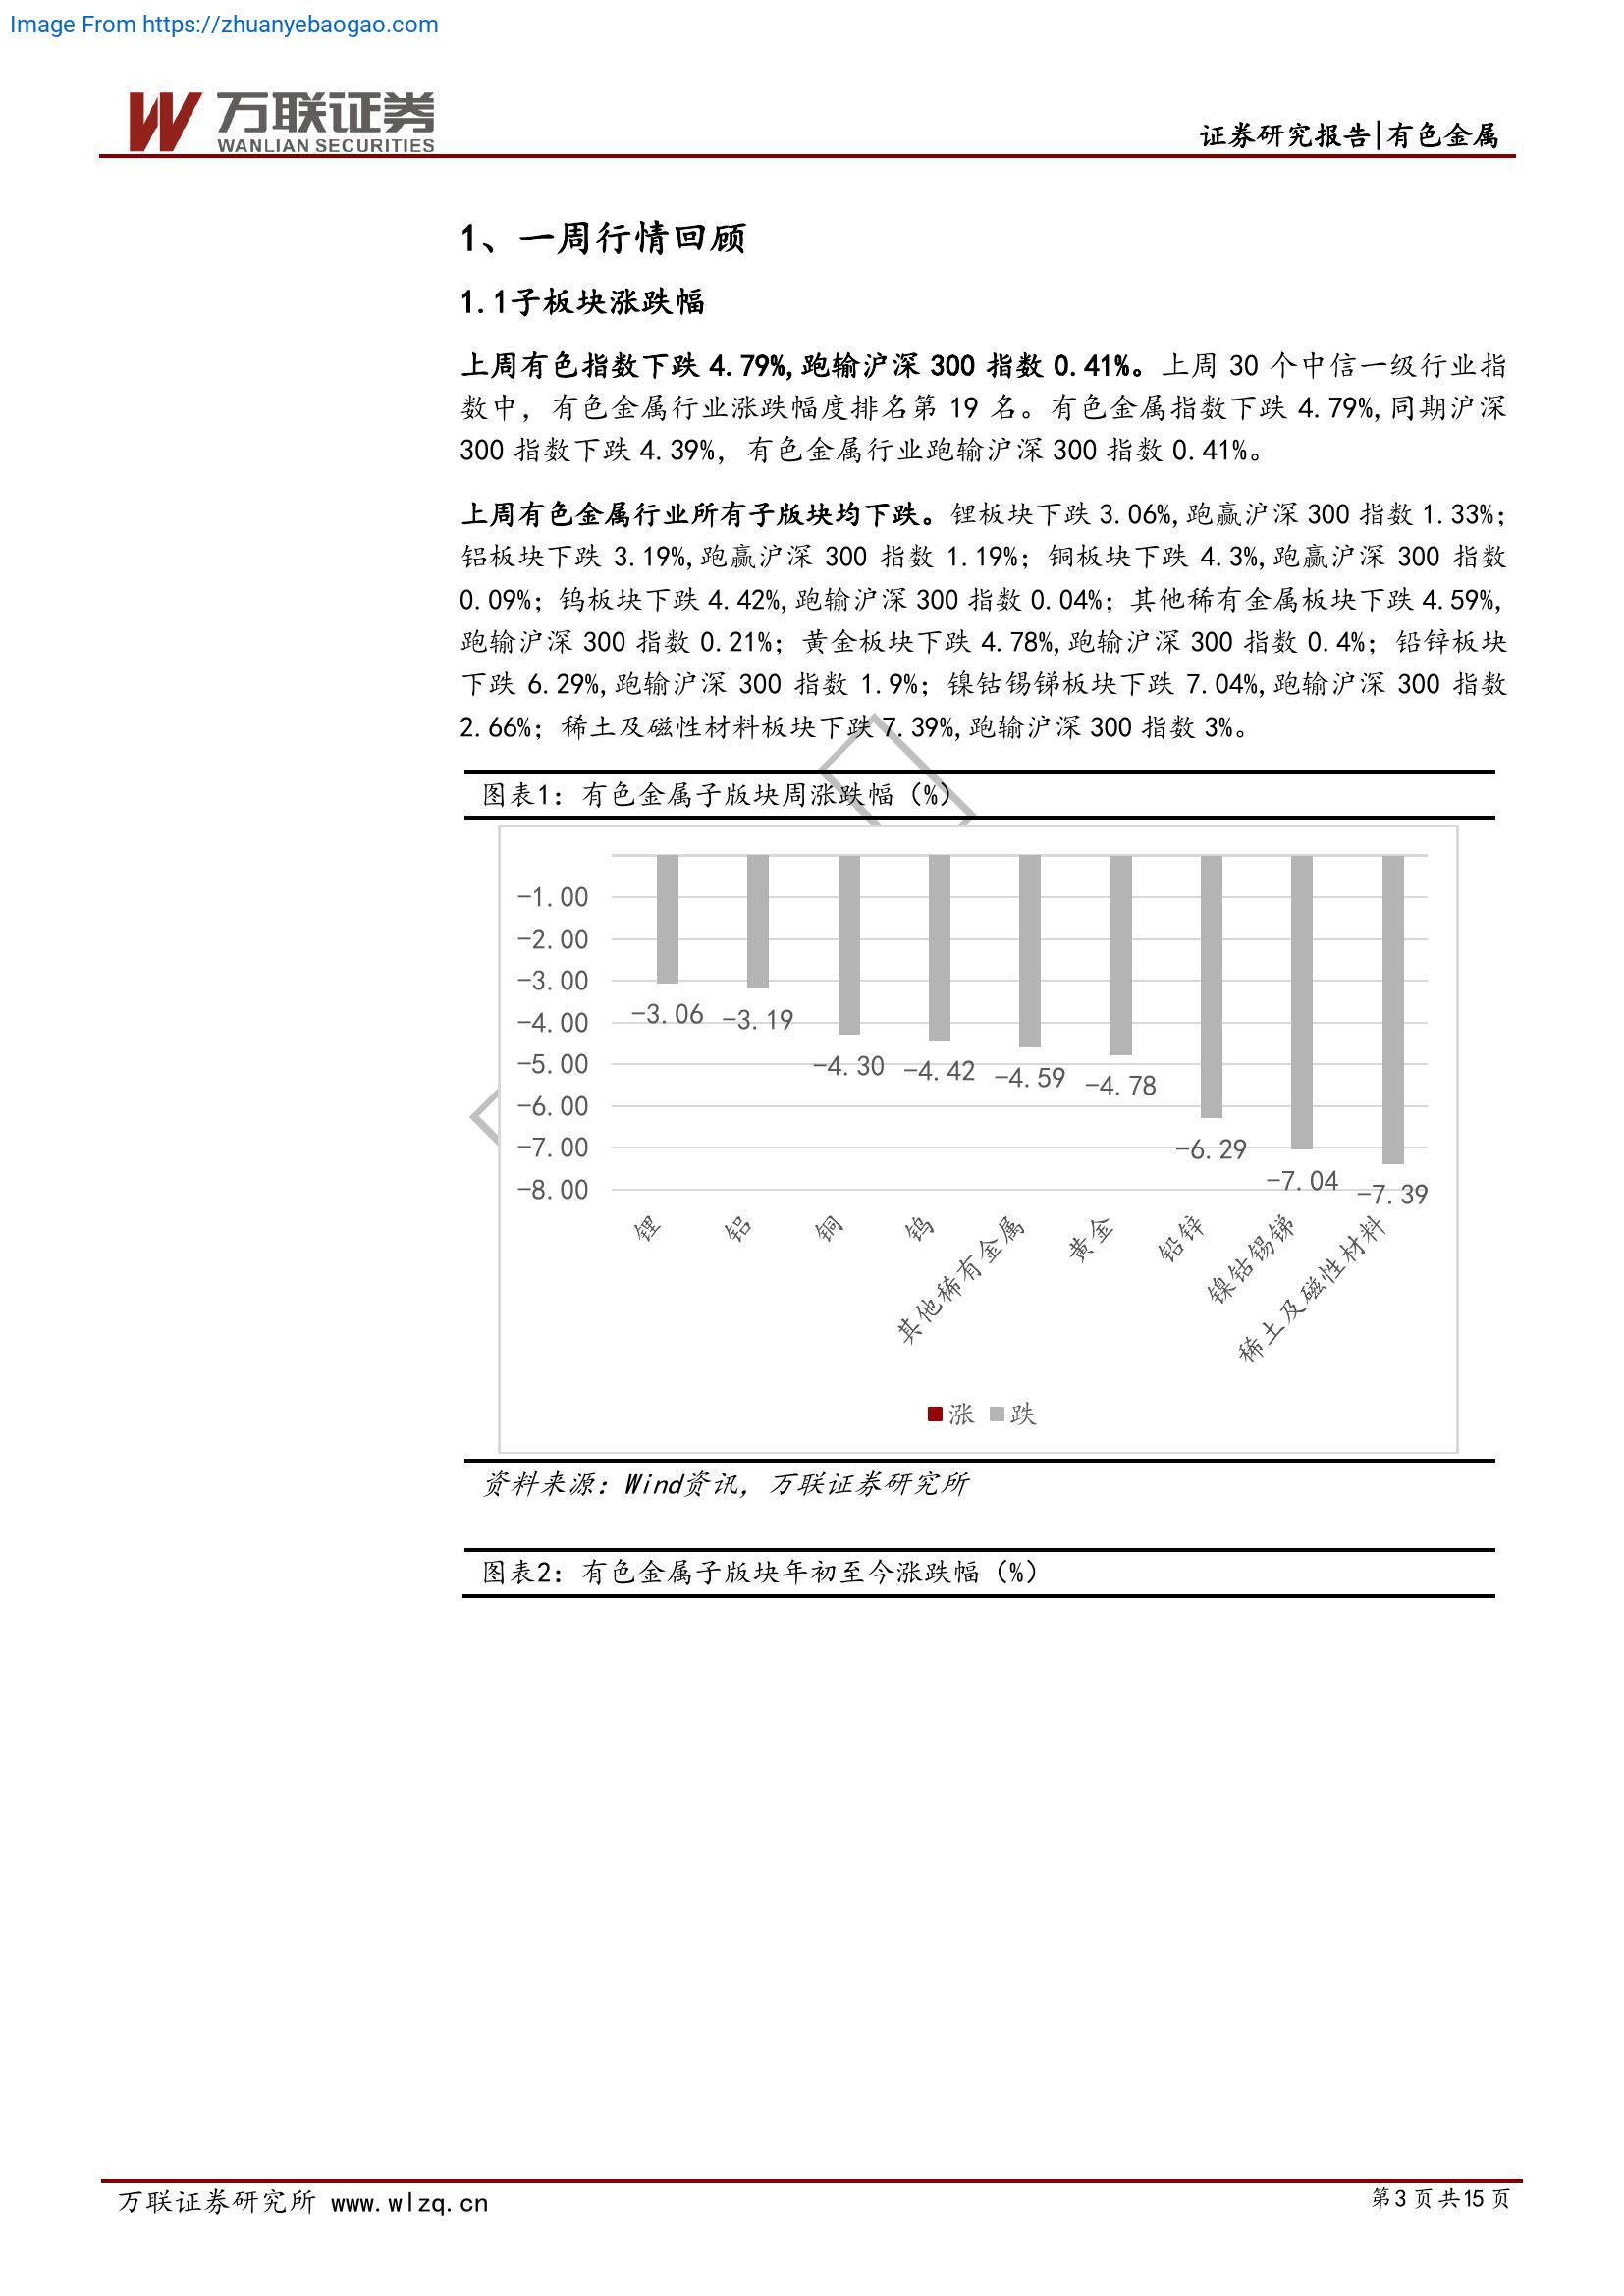 Image From https://zhuanyebaogao.com
万联证券
WANLIAN SECURITIES
证券研究报告|有色金属
1、一周行情回顾
1.1子板块涨跌幅
上周有色指数下跌 4.79%,跑输沪深 300 指数 0.41%。上周 30 个中信一级行业指
数中，有色金属行业涨跌幅度排名第 19 名。有色金属指数下跌 4.79%,同期沪深
300 指数下跌 4.39%，有色金属行业跑输沪深 300 指数 0.41%。
上周有色金属行业所有子版块均下跌。锂板块下跌 3.06%,跑赢沪深 300 指数 1.33%；
铝板块下跌 3.19%,跑赢沪深 300 指数 1.19%；铜板块下跌 4.3%,跑赢沪深 300 指数
0.09%；钨板块下跌 4.42%,跑输沪深 300 指数 0.04%；其他稀有金属板块下跌 4.59%,
跑输沪深 300 指数 0.21%；黄金板块下跌 4.78%,跑输沪深 300 指数 0.4%；铅锌板块
下跌 6.29%,跑输沪深 300 指数 1.9%；镍钴锡锑板块下跌 7.04%,跑输沪深 300 指数
2.66%；稀土及磁性材料板块下跌 7.39%,跑输沪深 300 指数 3%。
图表1：有色金属子版块周涨跌幅（%）
-1.00
-2.00
-3.00
-4.00
-5.00
-6.00
-7.00
-8.00
-3.06
-3.19
-4.30
-4.42
-4.59
-4.78
-6.29
-7.04
-7.39
锂
铝
铜
钨
其他稀有金属
黄金
铅锌
镍钴锡锑
稀土及磁性材料
涨 跌
资料来源：Wind资讯，万联证券研究所
图表2：有色金属子版块年初至今涨跌幅（%）
万联证券研究所 www.wlzq.cn
第3 页 共15 页